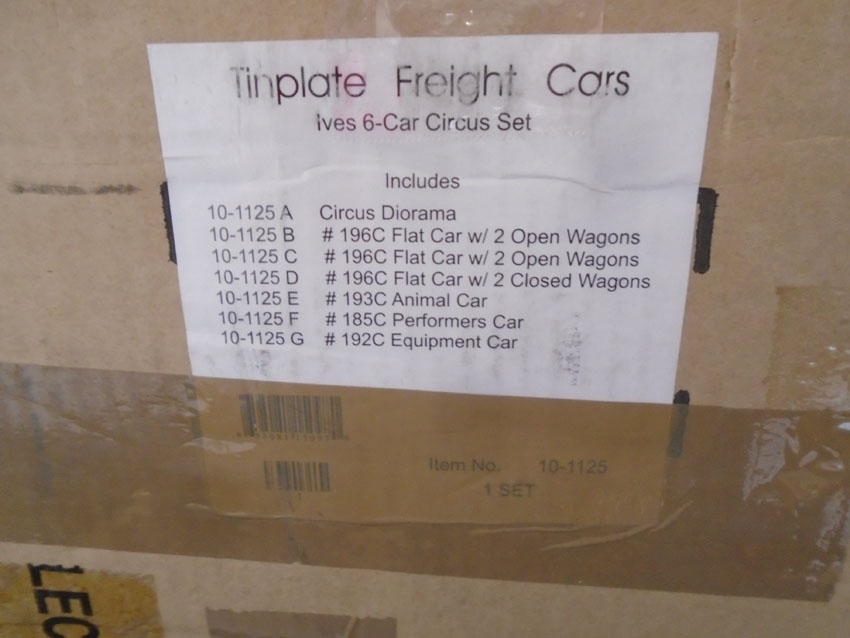 Tinplate Freight Cars
Ives 6-Car Circus Set
Includes
10-1125 A Circus Diorama
10-1125 B # 196C Flat Car w/ 2 Open Wagons
10-1125 C # 196C Flat Car w/ 2 Open Wagons
10-1125 D # 196C Flat Car w/ 2 Closed Wagons
10-1125 E # 193C Animal Car
10-1125 F # 185C Performers Car
10-1125 G # 192C Equipment Car
Item No. 10-1125
1 SET
LEC